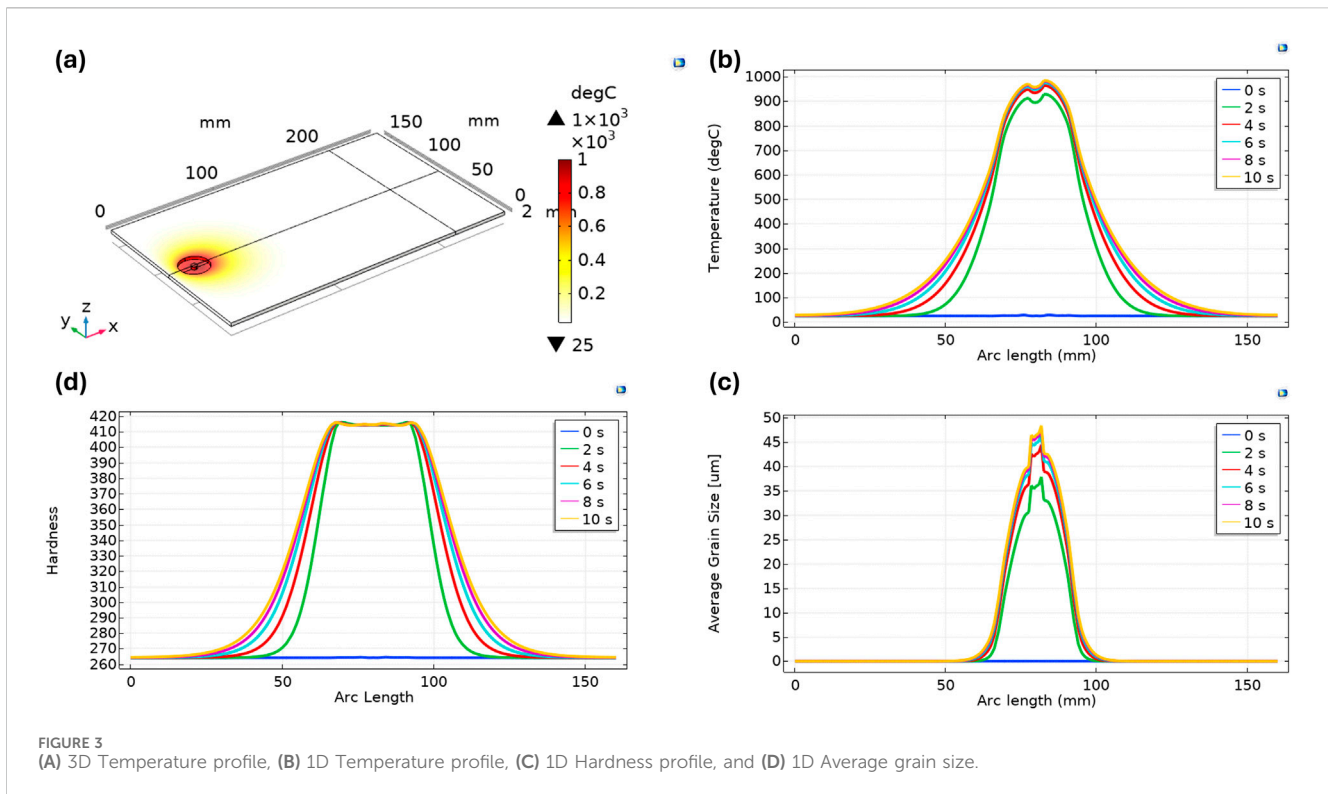 (a)
degC
1×10³
×10³
1
0.8
0.6
0.4
0.2
25
mm
200
150
mm
100
100
50
0
0
2 m
y z x
(b)
1000
900
800
700
600
500
400
300
200
100
0
Temperature (degC)
0 50 100 150
Arc length (mm)
0 s
2 s
4 s
6 s
8 s
10 s
(d)
420
410
400
390
380
370
360
350
340
330
320
310
300
290
280
270
260
Hardness
0 50 100 150
Arc Length
0 s
2 s
4 s
6 s
8 s
10 s
(c)
50
45
40
35
30
25
20
15
10
5
0
Average Grain Size [um]
0 50 100 150
Arc length (mm)
0 s
2 s
4 s
6 s
8 s
10 s
FIGURE 3
(A) 3D Temperature profile, (B) 1D Temperature profile, (C) 1D Hardness profile, and (D) 1D Average grain size.